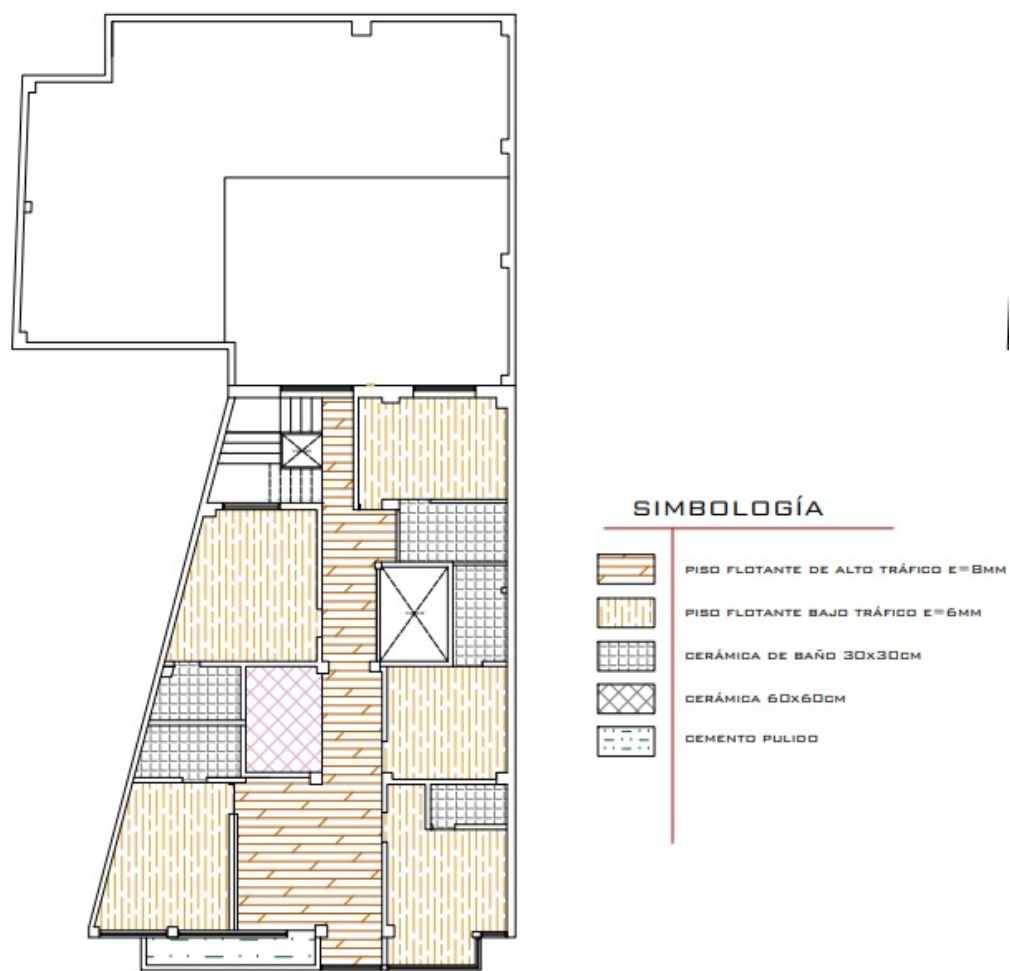 SIMBOLOGÍA
PISO FLOTANTE DE ALTO TRÁFICO E=8MM
PISO FLOTANTE BAJO TRÁFICO E=6MM
CERÁMICA DE BAÑO 30X30CM
CERÁMICA 60X60CM
CEMENTO PULIDO